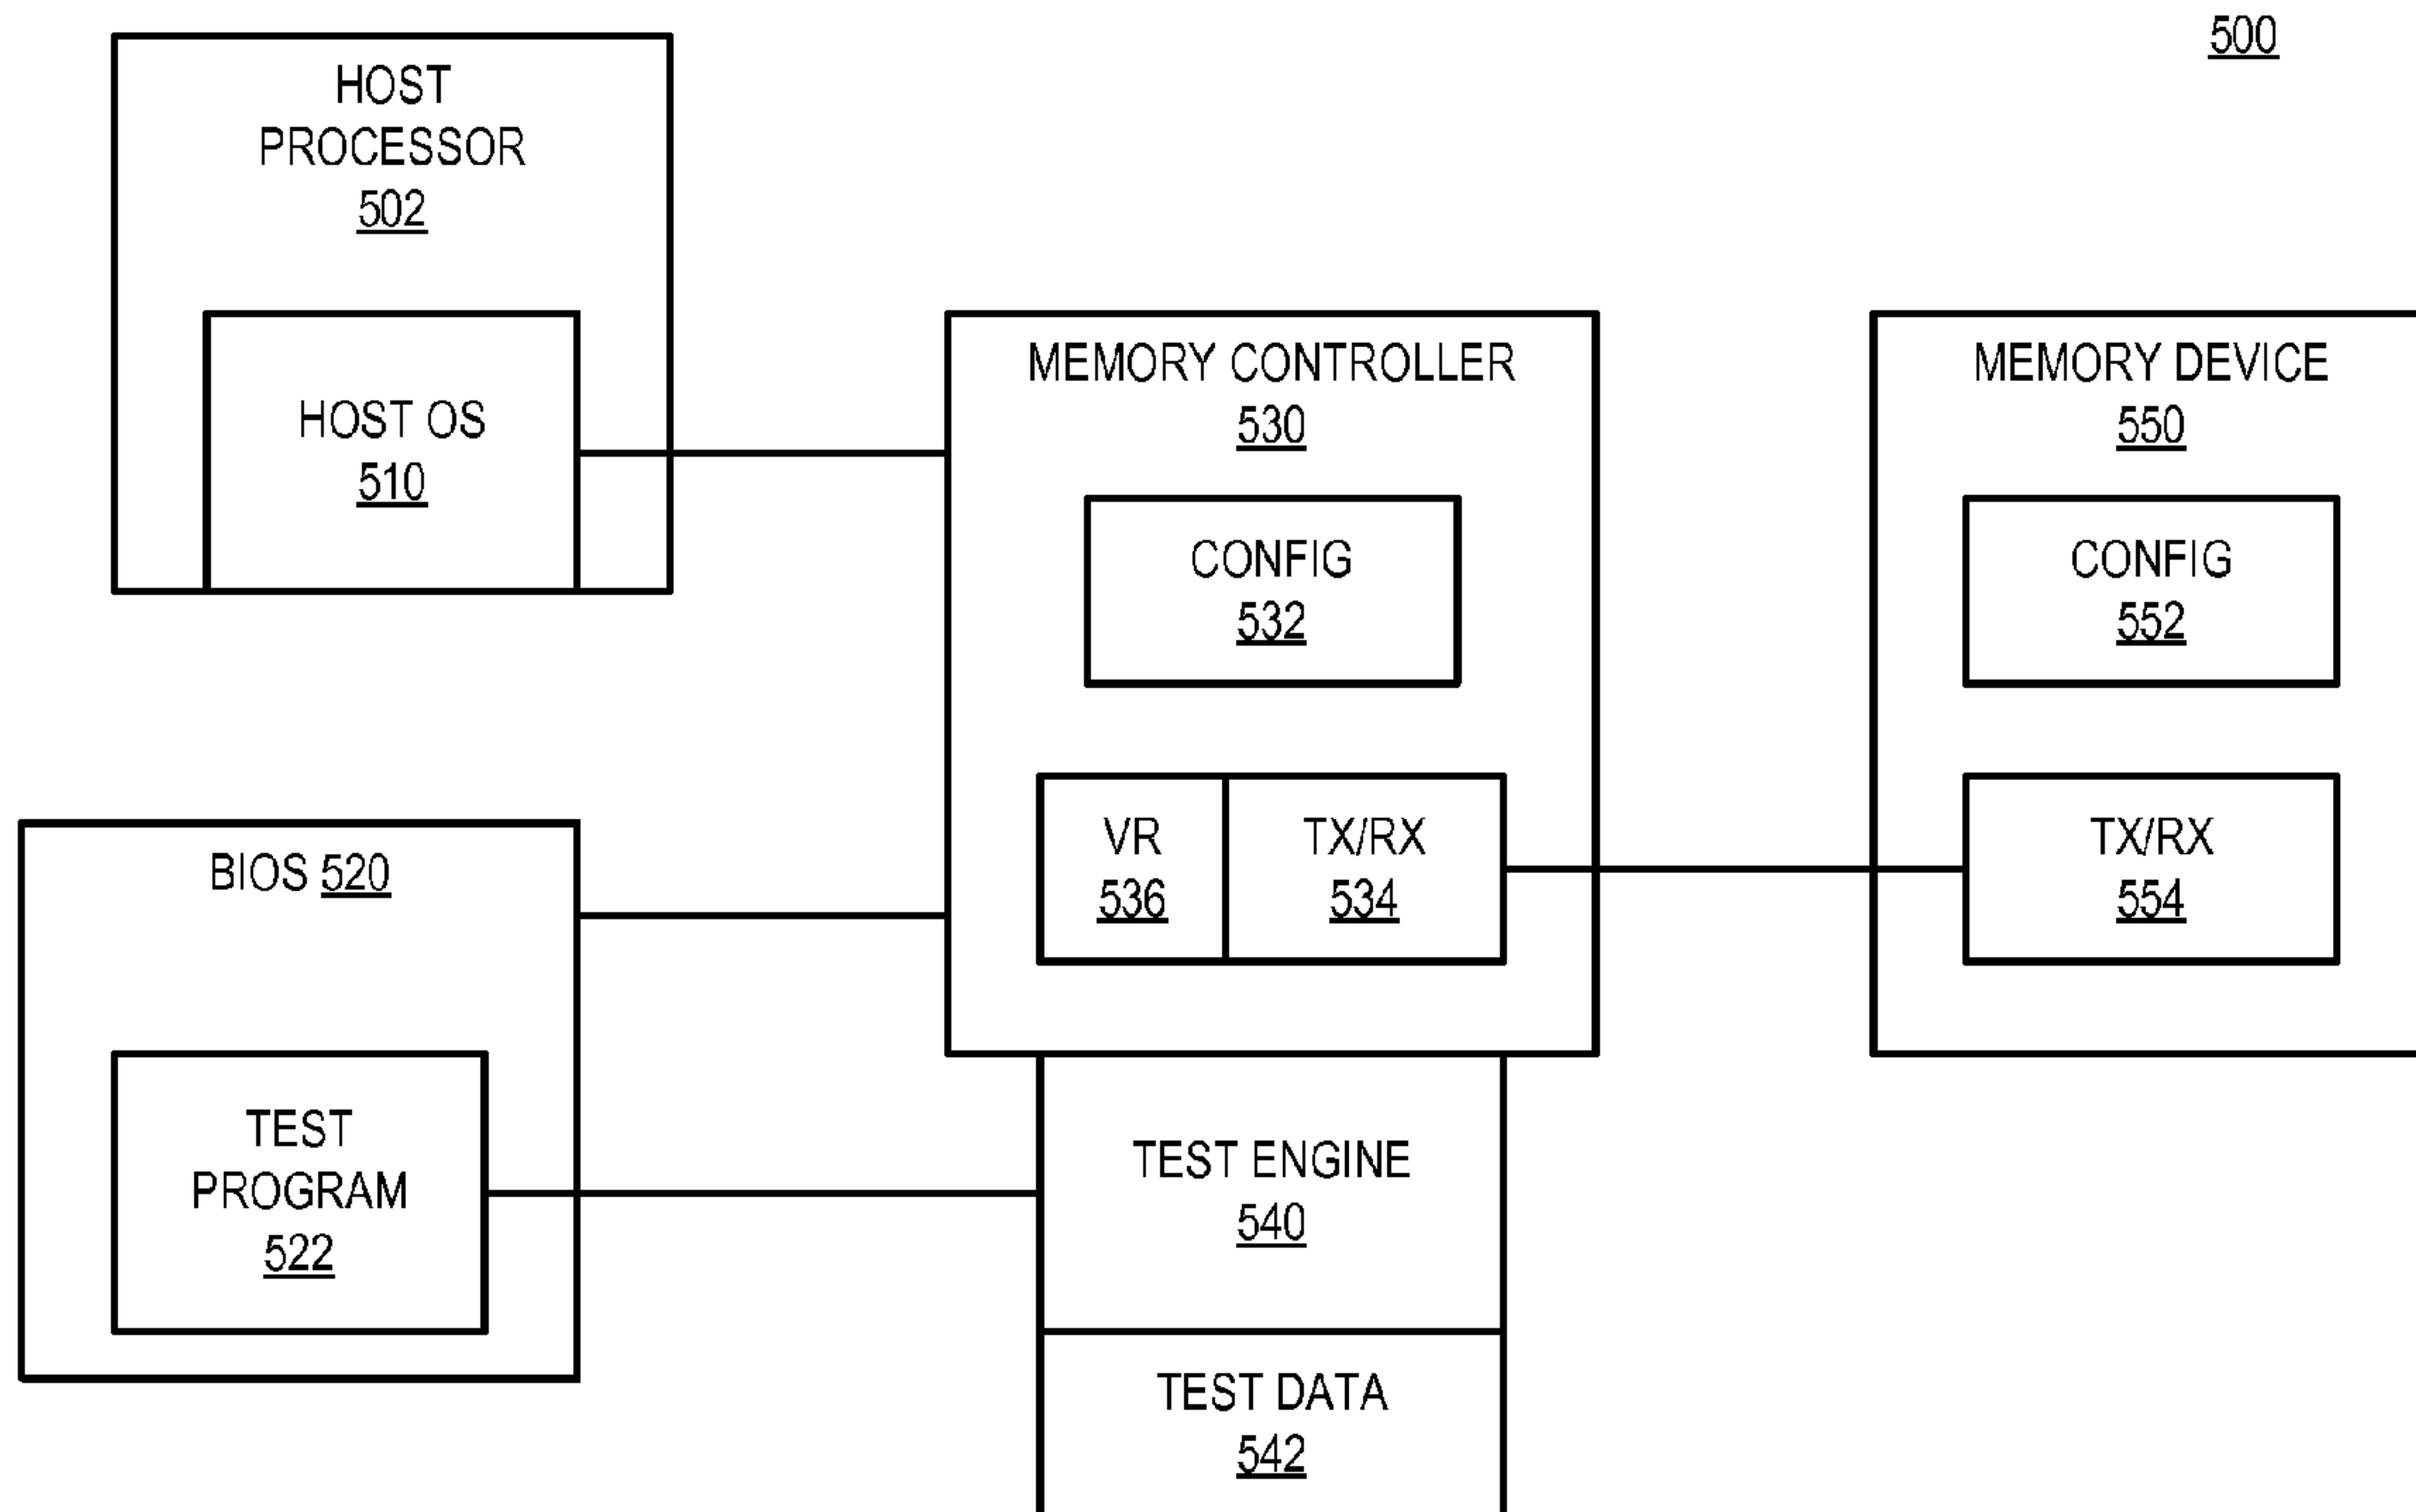 500
HOST
PROCESSOR
502
HOST OS
510
MEMORY CONTROLLER
530
CONFIG
532
VR
536
TX/RX
534
MEMORY DEVICE
550
CONFIG
552
TX/RX
554
BIOS 520
TEST
PROGRAM
522
TEST ENGINE
540
TEST DATA
542